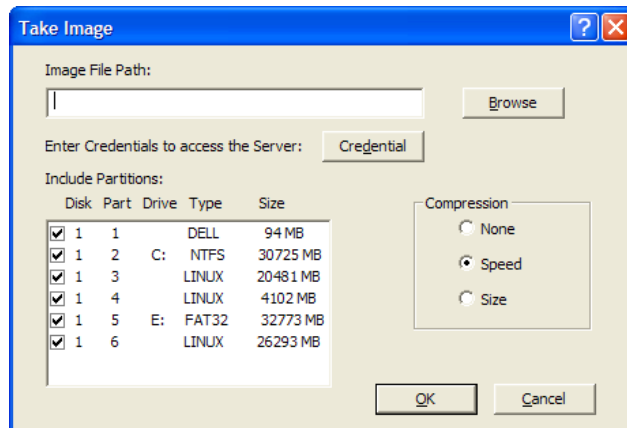 Take Image
Image File Path:
Browse
Enter Credentials to access the Server: Credential
Include Partitions:
Disk Part Drive Type Size
1 1 DELL 94 MB
1 2 C: NTFS 30725 MB
1 3 LINUX 20481 MB
1 4 LINUX 4102 MB
1 5 E: FAT32 32773 MB
1 6 LINUX 26293 MB
Compression
None
Speed
Size
OK Cancel